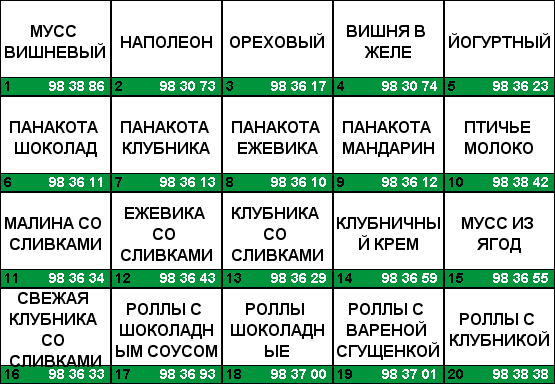 МУСС
ВИШНЕВЫЙ
1 98 38 86
НАПОЛЕОН
2 98 30 73
ОРЕХОВЫЙ
3 98 36 17
ВИШНЯ В
ЖЕЛЕ
4 98 30 74
ЙОГУРТНЫЙ
5 98 36 23
ПАНАКОТА
ШОКОЛАД
6 98 36 11
ПАНАКОТА
КЛУБНИКА
7 98 36 13
ПАНАКОТА
ЕЖЕВИКА
8 98 36 10
ПАНАКОТА
МАНДАРИН
9 98 36 12
ПТИЧЬЕ
МОЛОКО
10 98 38 42
МАЛИНА СО
СЛИВКАМИ
11 98 36 34
ЕЖЕВИКА
СО
СЛИВКАМИ
12 98 36 43
КЛУБНИКА
СО
СЛИВКАМИ
13 98 36 29
КЛУБНИЧНЫ
Й КРЕМ
14 98 36 59
МУСС ИЗ
ЯГОД
15 98 36 55
СВЕЖАЯ
КЛУБНИКА
СО
СЛИВКАМИ
16 98 36 33
РОЛЛЫ С
ШОКОЛАДН
ЫМ СОУСОМ
17 98 36 93
РОЛЛЫ
ШОКОЛАДН
ЫЕ
18 98 37 00
РОЛЛЫ С
ВАРЕНОЙ
СГУЩЕНКОЙ
19 98 37 01
РОЛЛЫ С
КЛУБНИКОЙ
20 98 38 38